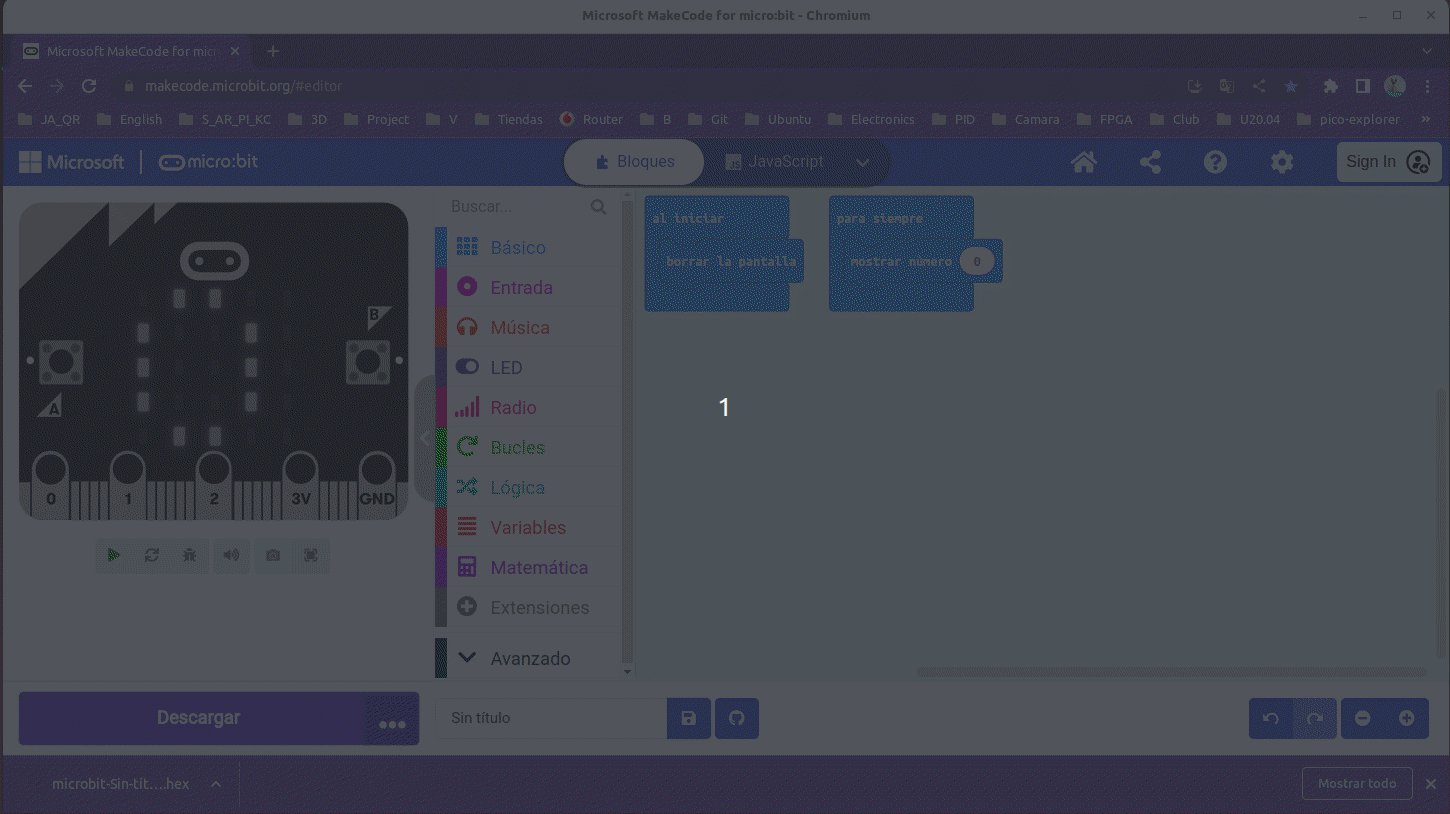 Microsoft MakeCode for micro:bit - Chromium
Microsoft MakeCode for micr
makecode.microbit.org/#editor
JA_QR English S_AR_PI_KC 3D Project V Tiendas Router B Git Ubuntu Electronics PID Camara FPGA Club U20.04 pico-explorer »
Microsoft micro:bit Bloques JS JavaScript Sign In
Buscar...
Básico
Entrada
Música
LED
Radio
Bucles
Lógica
Variables
Matemática
Extensiones
Avanzado
al iniciar
borrar la pantalla
para siempre
mostrar número 0
1
B
A
0 1 2 3V GND
Descargar
Sin título
microbit-Sin-tít....hex
Mostrar todo